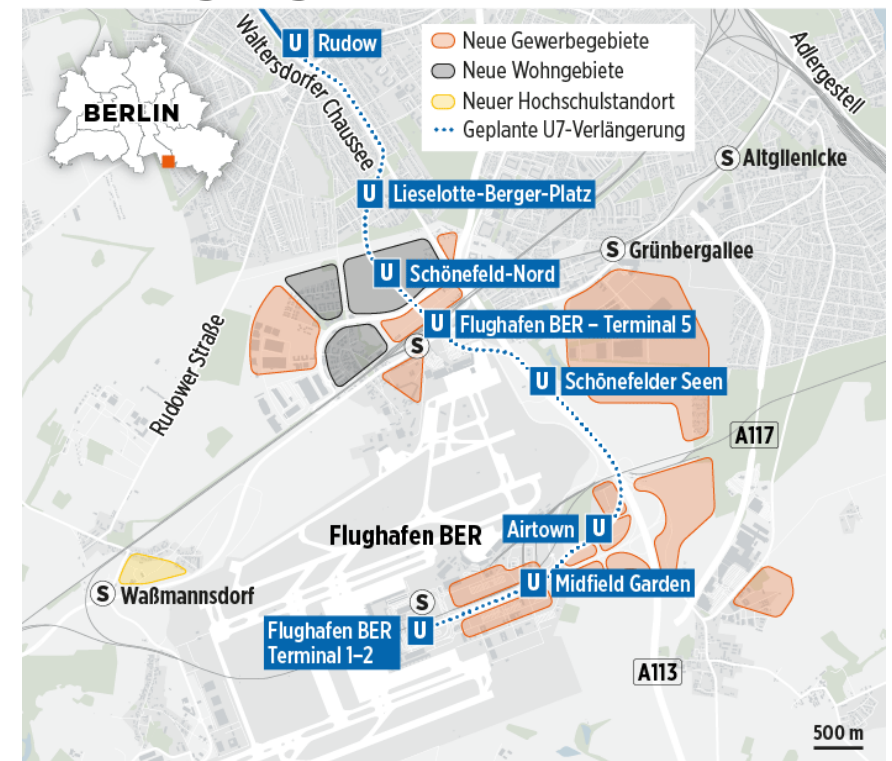 U Rudow
Waltersdorfer Chaussee
BERLIN
Neue Gewerbegebiete
Neue Wohngebiete
Neuer Hochschulstandort
Geplante U7-Verlängerung
Adlergestell
S Altglienicke
U Lieselotte-Berger-Platz
S Grünbergallee
U Schönefeld-Nord
U Flughafen BER – Terminal 5
S
Rudower Straße
U Schönefelder Seen
A117
Flughafen BER
Airtown U
U Midfield Garden
S Waßmannsdorf
S
Flughafen BER
Terminal 1–2
U
A113
500 m